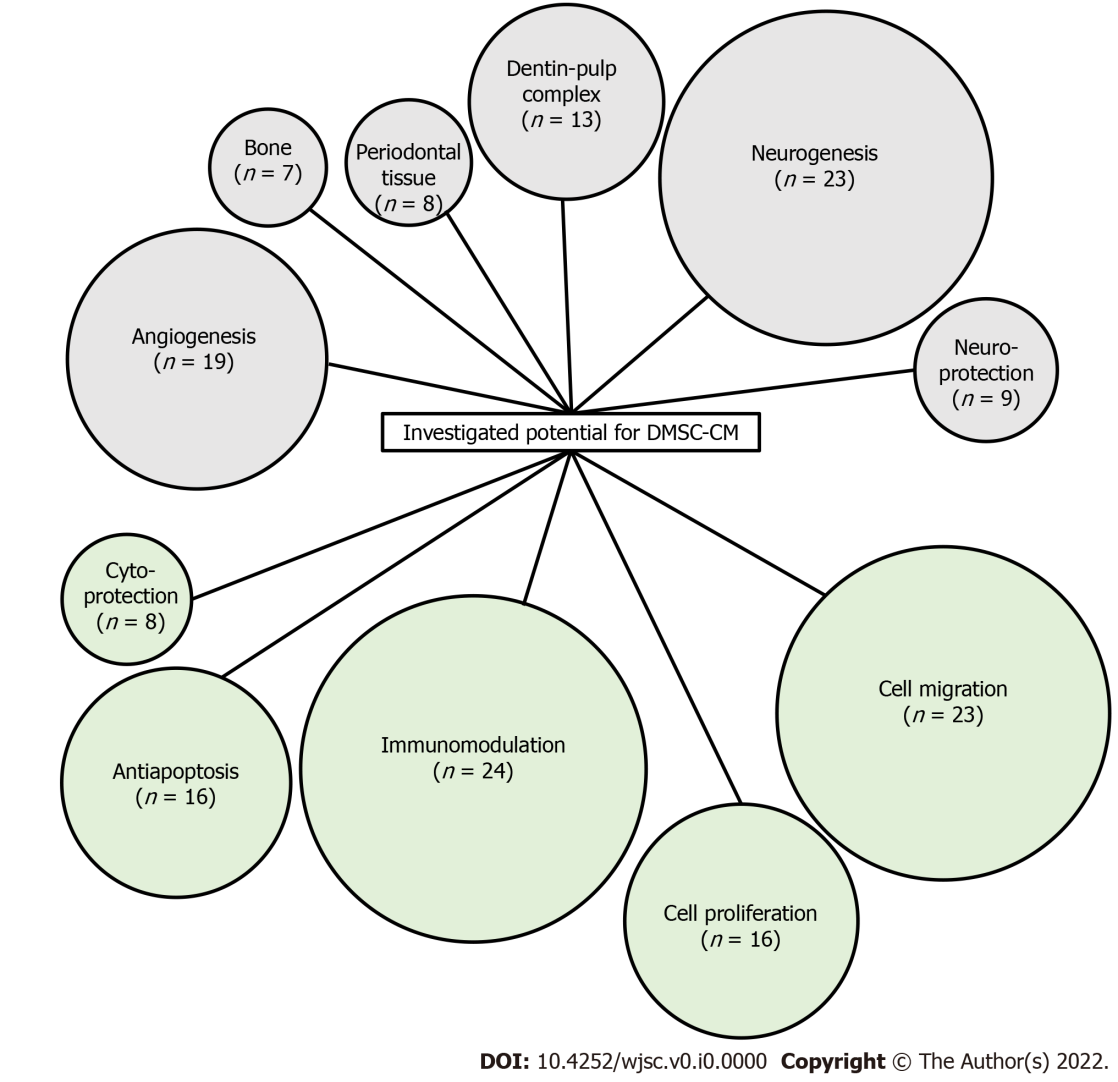 Dentin-pulp
complex
(n = 13)
Neurogenesis
(n = 23)
Bone
(n = 7)
Periodontal
tissue
(n = 8)
Angiogenesis
(n = 19)
Neuro-
protection
(n = 9)
Investigated potential for DMSC-CM
Cyto-
protection
(n = 8)
Antiapoptosis
(n = 16)
Immunomodulation
(n = 24)
Cell migration
(n = 23)
Cell proliferation
(n = 16)
DOI: 10.4252/wjsc.v0.i0.0000 Copyright © The Author(s) 2022.